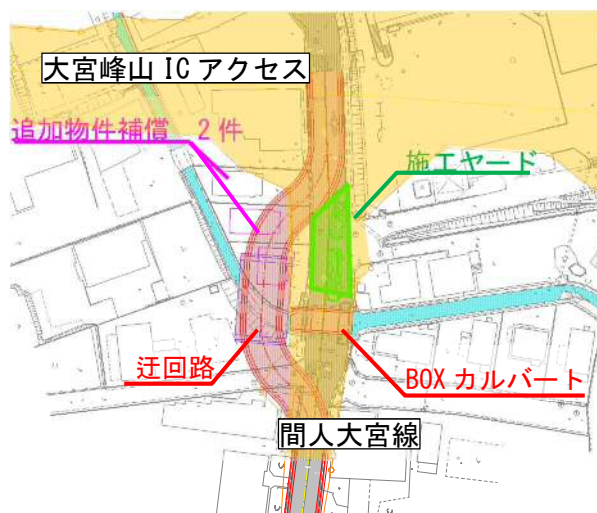 大宮峰山 IC アクセス
追加物件補償 2 件
施工ヤード
迂回路
BOX カルバート
間人大宮線